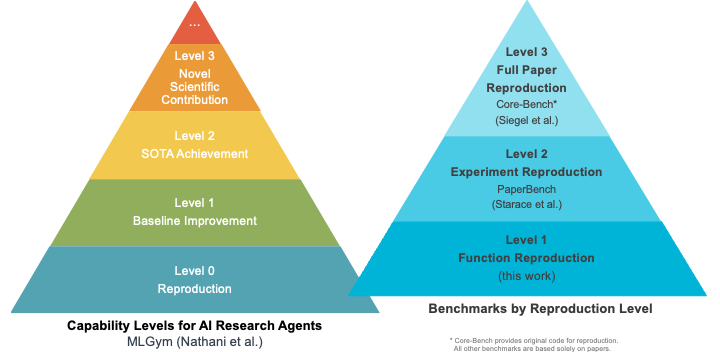 ...
Level 3
Novel
Scientific
Contribution
Level 2
SOTA Achievement
Level 1
Baseline Improvement
Level 0
Reproduction
Capability Levels for AI Research Agents
MLGym (Nathani et al.)
Level 3
Full Paper
Reproduction
Core-Bench*
(Siegel et al.)
Level 2
Experiment Reproduction
PaperBench
(Starace et al.)
Level 1
Function Reproduction
(this work)
Benchmarks by Reproduction Level
* Core-Bench provides original code for reproduction.
All other benchmarks are based solely on papers.